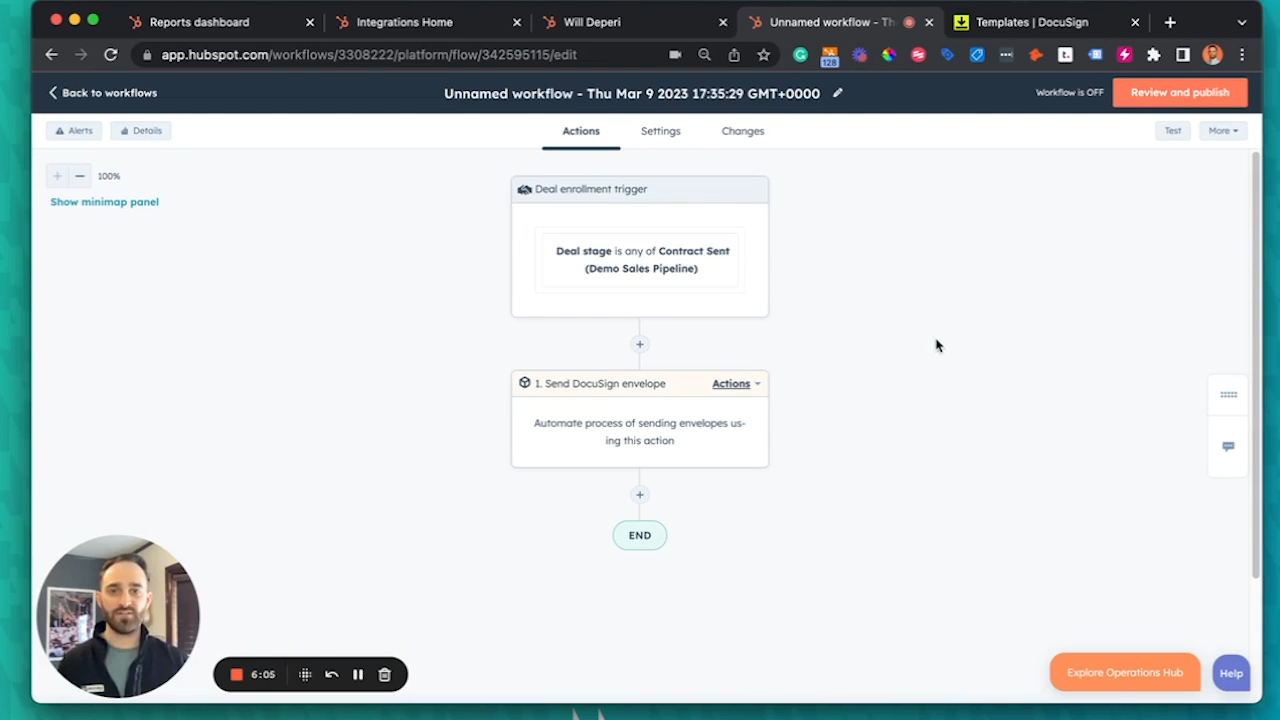 Reports dashboard
Integrations Home
Will Deperi
Unnamed workflow - Th
Templates | DocuSign
app.hubspot.com/workflows/3308222/platform/flow/342595115/edit
128
Back to workflows
Unnamed workflow - Thu Mar 9 2023 17:35:29 GMT+0000
Workflow is OFF
Review and publish
Alerts
Details
Actions
Settings
Changes
Test
More
100%
Show minimap panel
Deal enrollment trigger
Deal stage is any of Contract Sent
(Demo Sales Pipeline)
1. Send DocuSign envelope
Actions
Automate process of sending envelopes us-
ing this action
END
6:05
Explore Operations Hub
Help